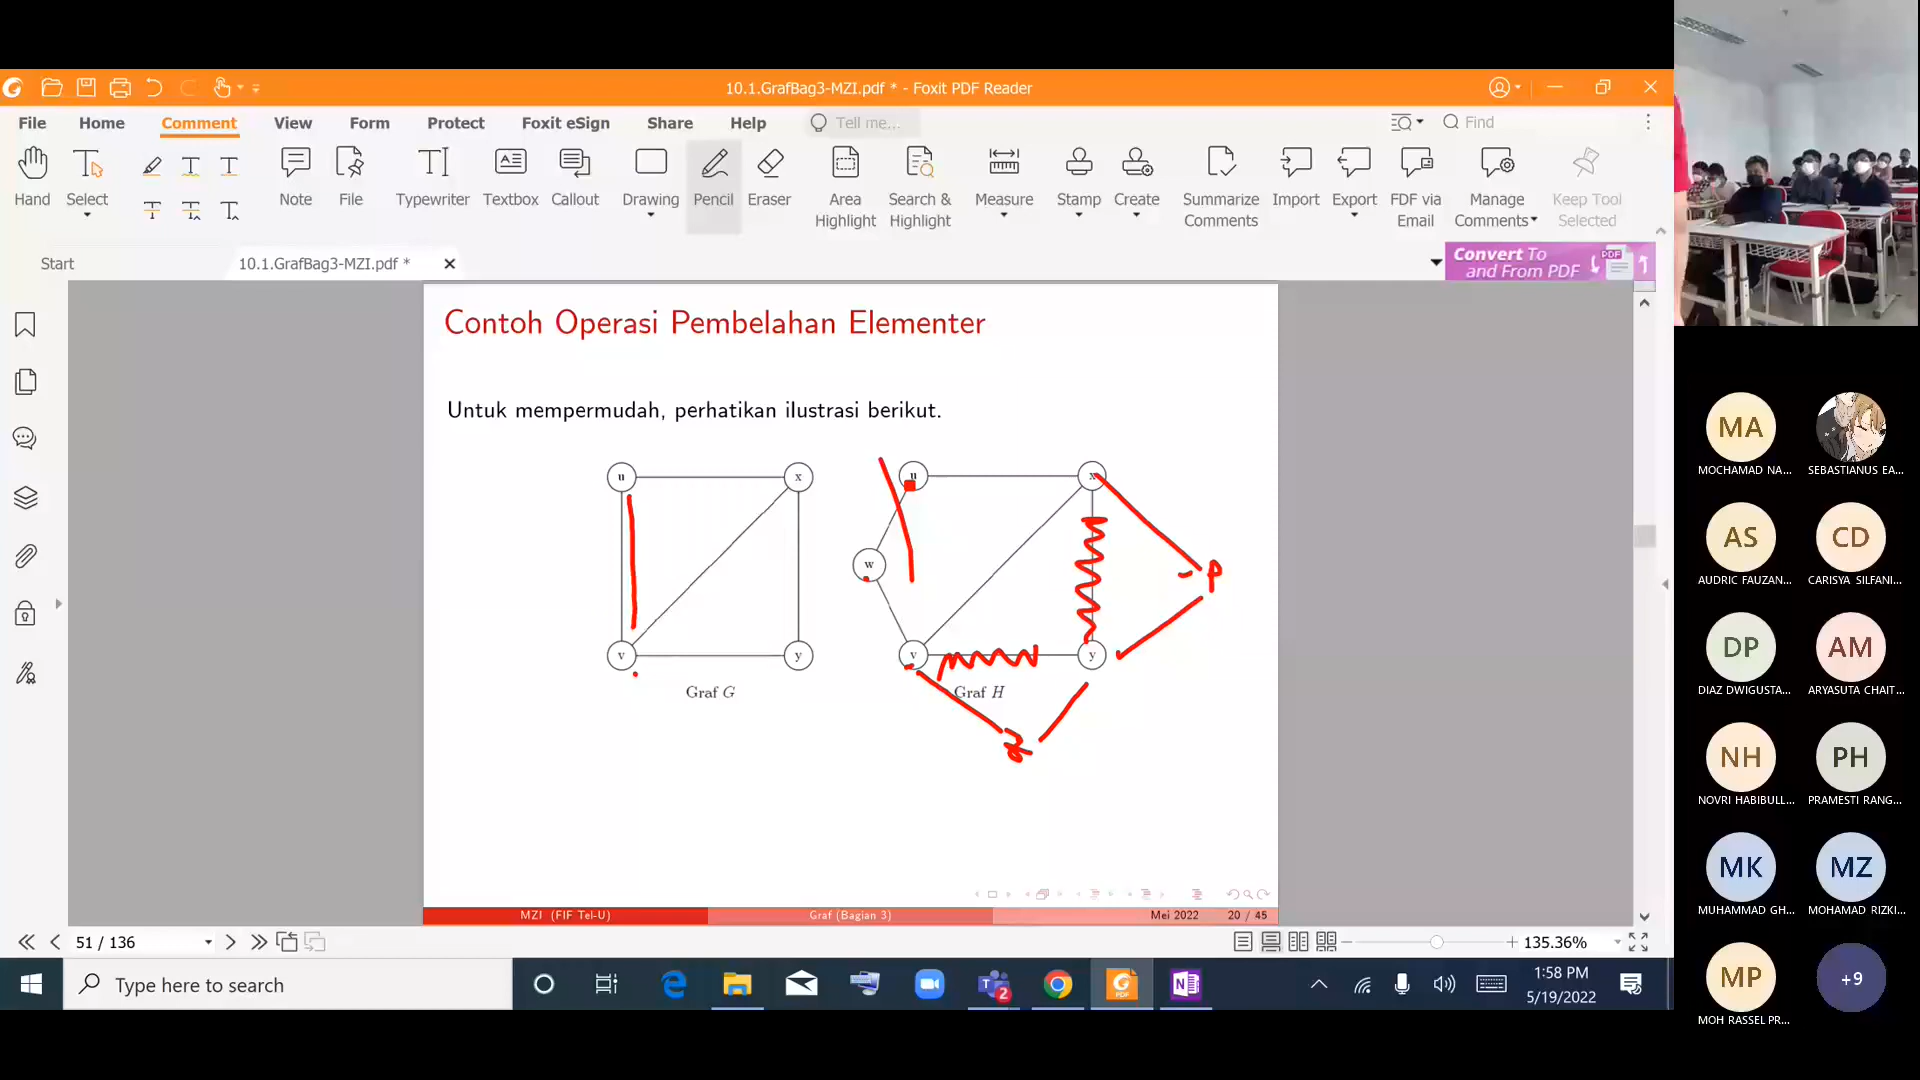 10.1.GrafBag3-MZI.pdf * - Foxit PDF Reader
File Home Comment View Form Protect Foxit eSign Share Help Tell me... Find
Hand Select Note File Typewriter Textbox Callout Drawing Pencil Eraser Area Highlight Search & Highlight Measure Stamp Create Summarize Comments Import Export FDF via Email Manage Comments Keep Tool Selected
Start 10.1.GrafBag3-MZI.pdf *
Convert To
and From PDF
PDF
Contoh Operasi Pembelahan Elementer
Untuk mempermudah, perhatikan ilustrasi berikut.
u x
v y
Graf G
u x
w
v y
Graf H
P
z
MZI (FIF Tel-U) Graf (Bagian 3) Mei 2022 20 / 45
51 / 136
135.36%
Type here to search
T 2
PDF
N
1:58 PM
5/19/2022
MA
MOCHAMAD NA...
SEBASTIANUS EA...
AS
AUDRIC FAUZAN...
CD
CARISYA SILFANI...
DP
DIAZ DWIGUSTA...
AM
ARYASUTA CHAIT...
NH
NOVRI HABIBULL...
PH
PRAMESTI RANG...
MK
MUHAMMAD GH...
MZ
MOHAMAD RIZKI...
MP
MOH RASSEL PR...
+9